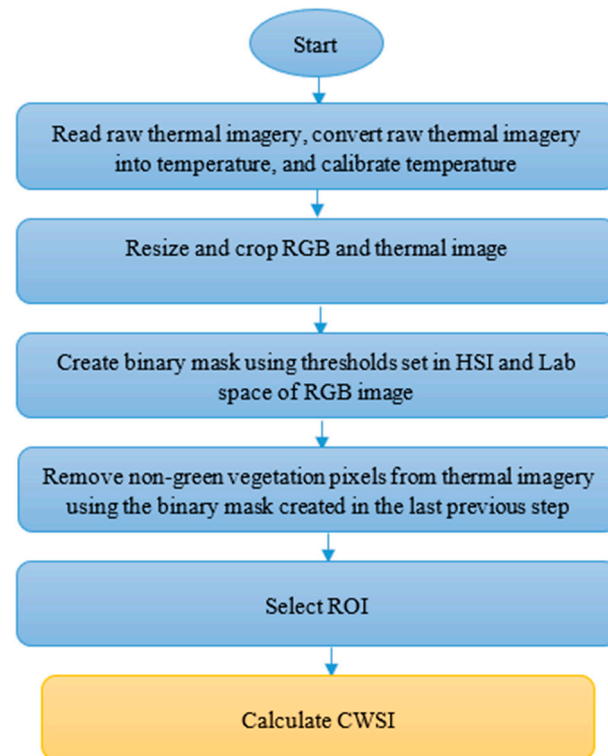 Start
Read raw thermal imagery, convert raw thermal imagery
into temperature, and calibrate temperature
Resize and crop RGB and thermal image
Create binary mask using thresholds set in HSI and Lab
space of RGB image
Remove non-green vegetation pixels from thermal imagery
using the binary mask created in the last previous step
Select ROI
Calculate CWSI